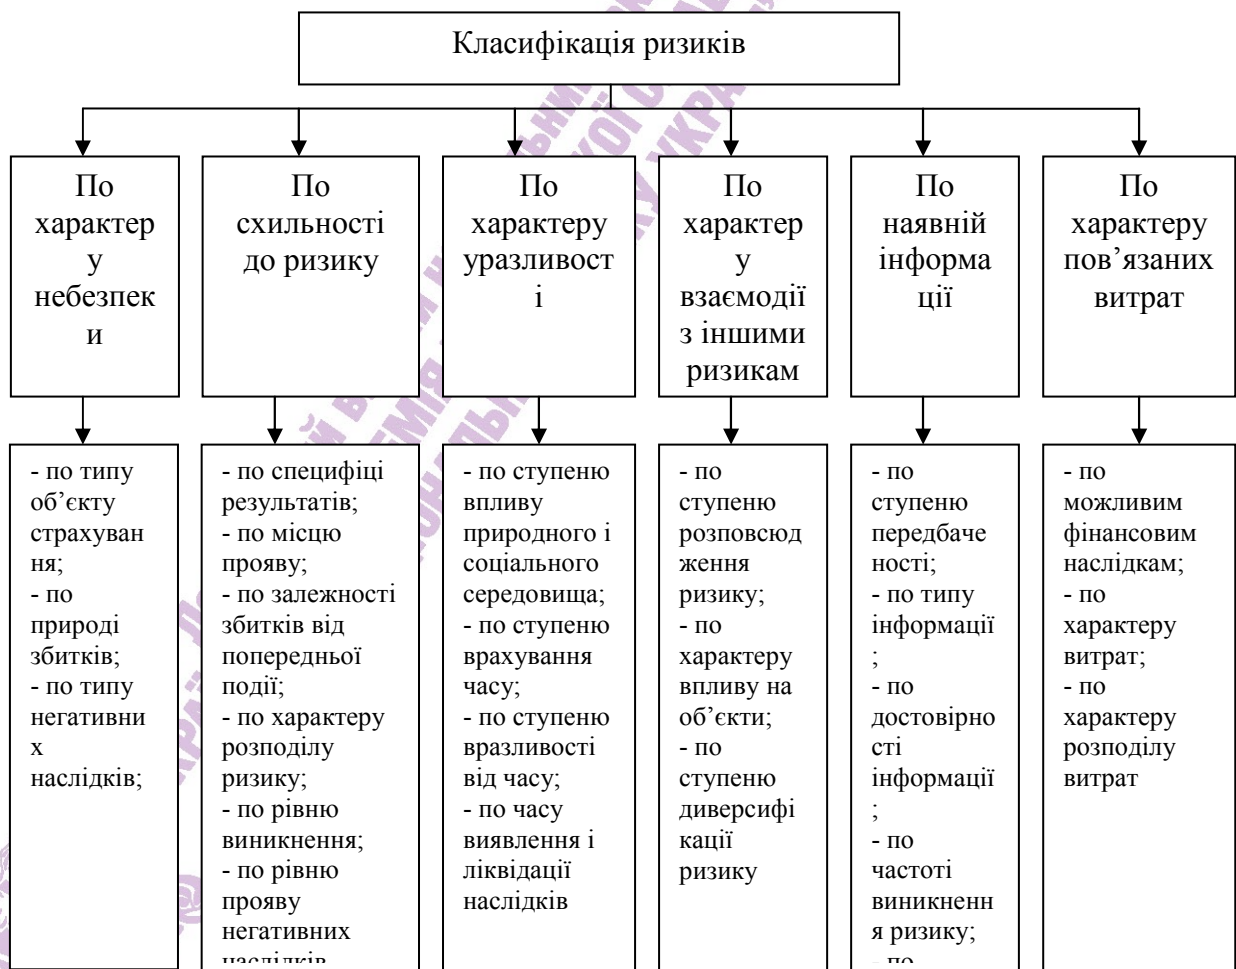 Класифікація ризиків
По
характер
у
небезпек
и
По
схильності
до ризику
По
характеру
уразливост
і
По
характер
у
взаємодії
з іншими
ризикам
По
наявній
інформа
ції
По
характеру
пов’язаних
витрат
- по типу
об’єкту
страхуван
ня;
- по
природі
збитків;
- по типу
негативни
х
наслідків;
- по специфіці
результатів;
- по місцю
прояву;
- по залежності
збитків від
попередньої
події;
- по характеру
розподілу
ризику;
- по рівню
виникнення;
- по рівню
прояву
негативних
наслідків
- по ступеню
впливу
природного і
соціального
середовища;
- по ступеню
врахування
часу;
- по ступеню
вразливості
від часу;
- по часу
виявлення і
ліквідації
наслідків
- по
ступеню
розповсюд
ження
ризику;
- по
характеру
впливу на
об’єкти;
- по
ступеню
диверсифі
кації
ризику
- по
ступеню
передбаче
ності;
- по типу
інформації
;
- по
достовірно
сті
інформації
;
- по
частоті
виникненн
я ризику;
- по
- по
можливим
фінансовим
наслідкам;
- по
характеру
витрат;
- по
характеру
розподілу
витрат